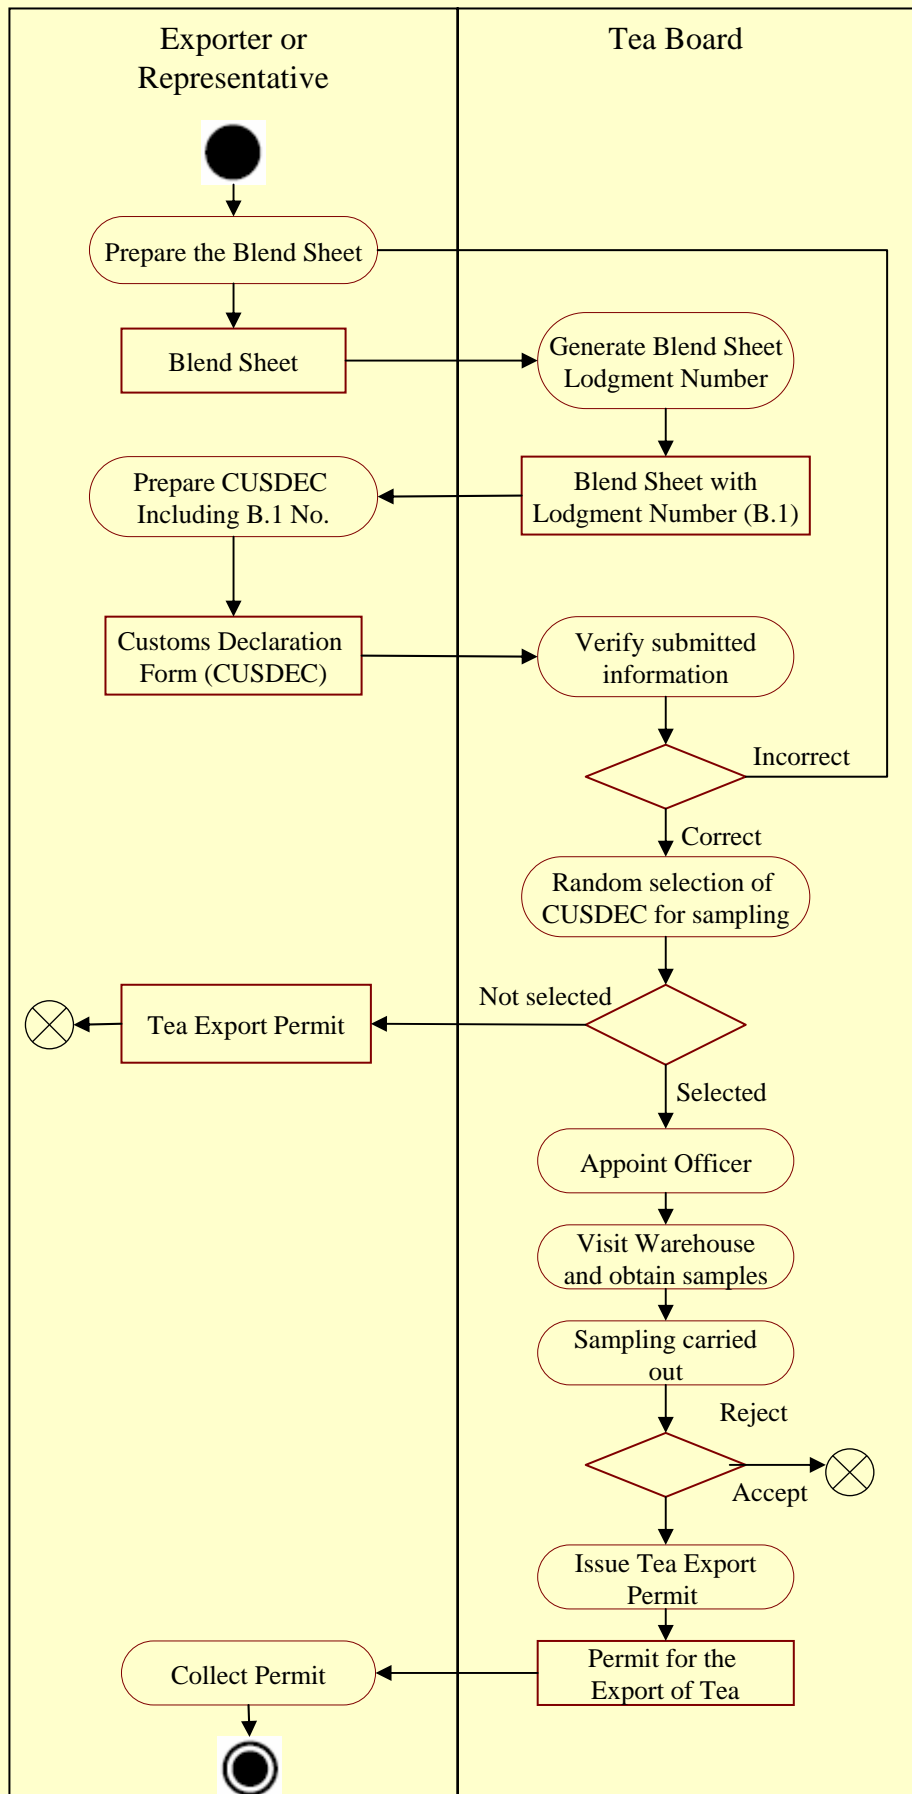 Exporter or
Representative
Tea Board
Prepare the Blend Sheet
Blend Sheet
Generate Blend Sheet
Lodgment Number
Prepare CUSDEC
Including B.1 No.
Blend Sheet with
Lodgment Number (B.1)
Customs Declaration
Form (CUSDEC)
Verify submitted
information
Incorrect
Correct
Random selection of
CUSDEC for sampling
Not selected
Tea Export Permit
Selected
Appoint Officer
Visit Warehouse
and obtain samples
Sampling carried
out
Reject
Accept
Issue Tea Export
Permit
Collect Permit
Permit for the
Export of Tea